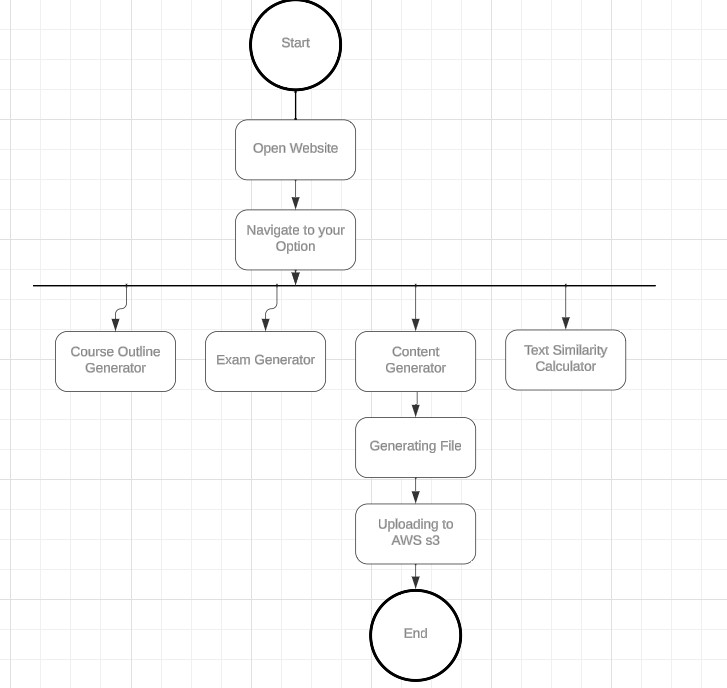 Start
Open Website
Navigate to your
Option
Course Outline
Generator
Exam Generator
Content
Generator
Text Similarity
Calculator
Generating File
Uploading to
AWS s3
End